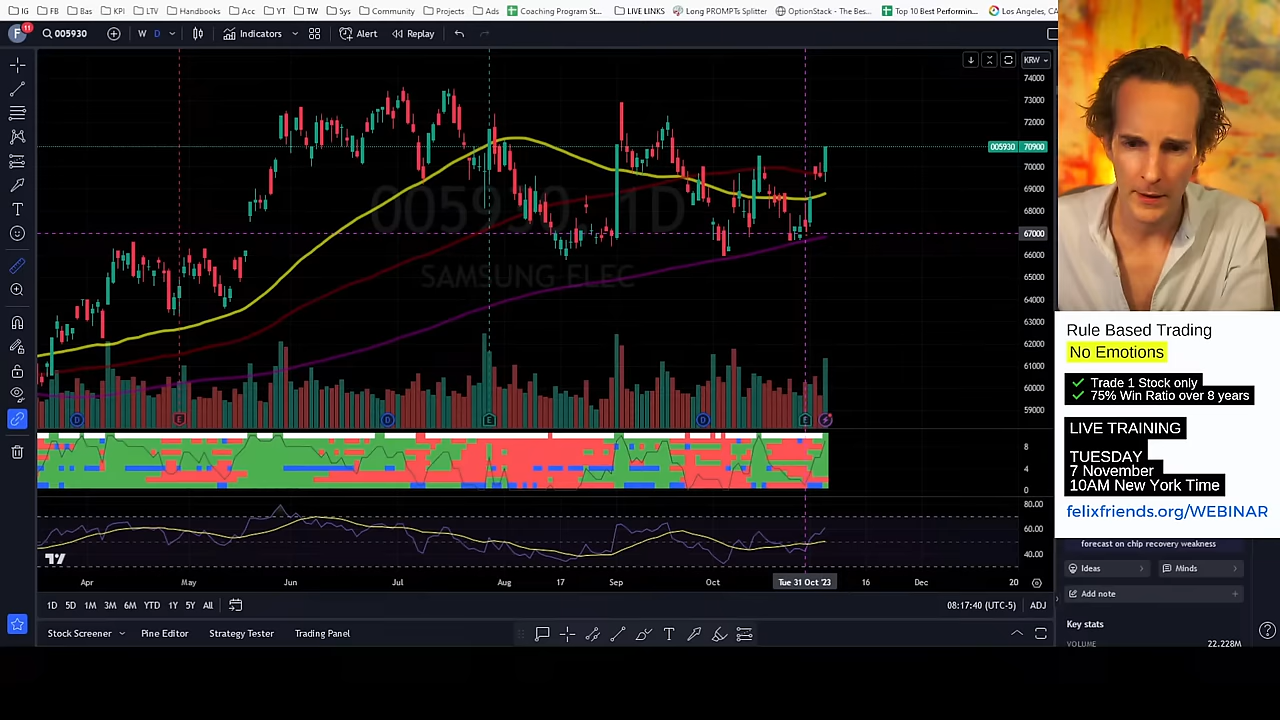 IG FB Bas KPI LTV Handbooks Acc YT TW Sys Community Projects Ads Coaching Program St... LIVE LINKS Long PROMPTs Splitter OptionStack - The Bes... Top 10 Best Performin... Los Angeles, CA
F 11 005930 W D Indicators Alert Replay
KRW
74000
73000
72000
005930 70900
70000
69000
68000
67000
66000
65000
64000
63000
62000
61000
60000
59000
005930, 1D
SAMSUNG ELEC
D E D E D E
8
4
0
80.00
60.00
40.00
Apr May Jun Jul Aug 17 Sep Oct Tue 31 Oct '23 16 Dec 20
1D 5D 1M 3M 6M YTD 1Y 5Y All 08:17:40 (UTC-5) ADJ
Stock Screener Pine Editor Strategy Tester Trading Panel
Rule Based Trading
No Emotions
✓ Trade 1 Stock only
✓ 75% Win Ratio over 8 years
LIVE TRAINING
TUESDAY
7 November
10AM New York Time
felixfriends.org/WEBINAR
forecast on chip recovery weakness
Ideas Minds
Add note
Key stats
VOLUME 22.228M